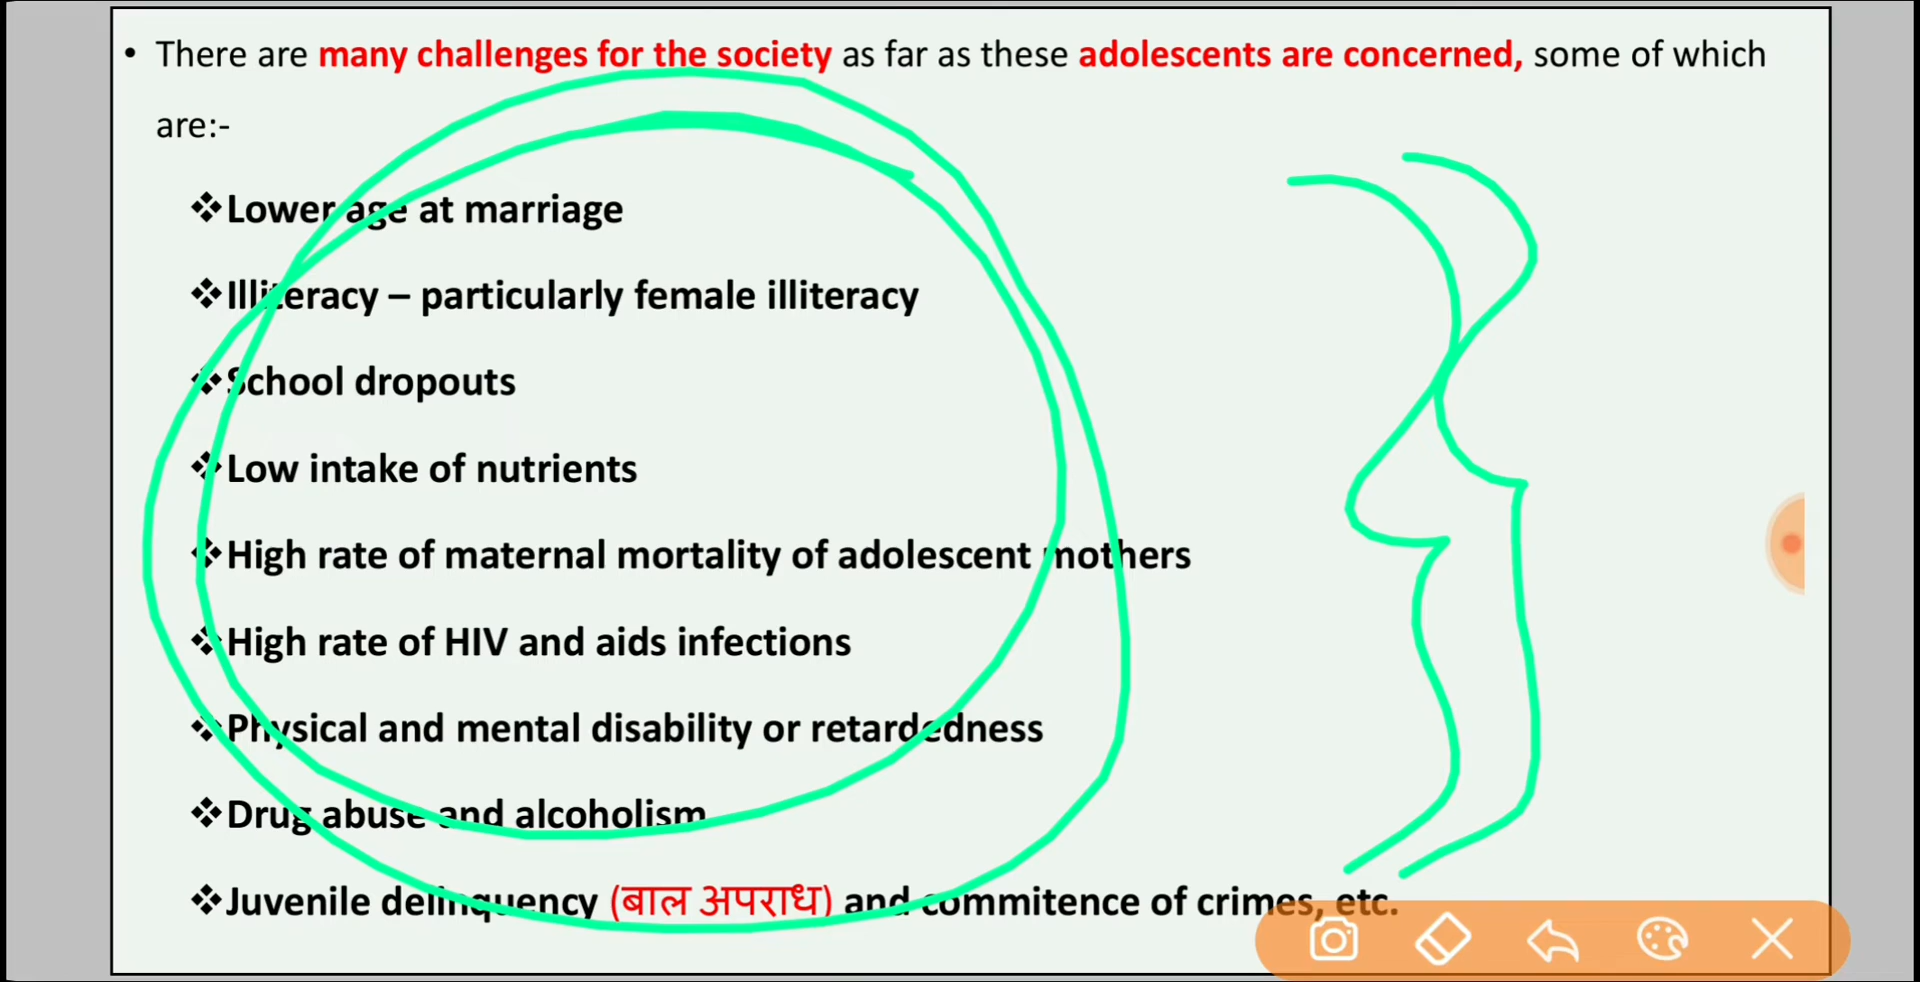 • There are many challenges for the society as far as these adolescents are concerned, some of which
are:-
❖Lower age at marriage
❖Illiteracy – particularly female illiteracy
❖School dropouts
❖Low intake of nutrients
❖High rate of maternal mortality of adolescent mothers
❖High rate of HIV and aids infections
❖Physical and mental disability or retardedness
❖Drug abuse and alcoholism
❖Juvenile delinquency (बाल अपराध) and commitence of crimes, etc.